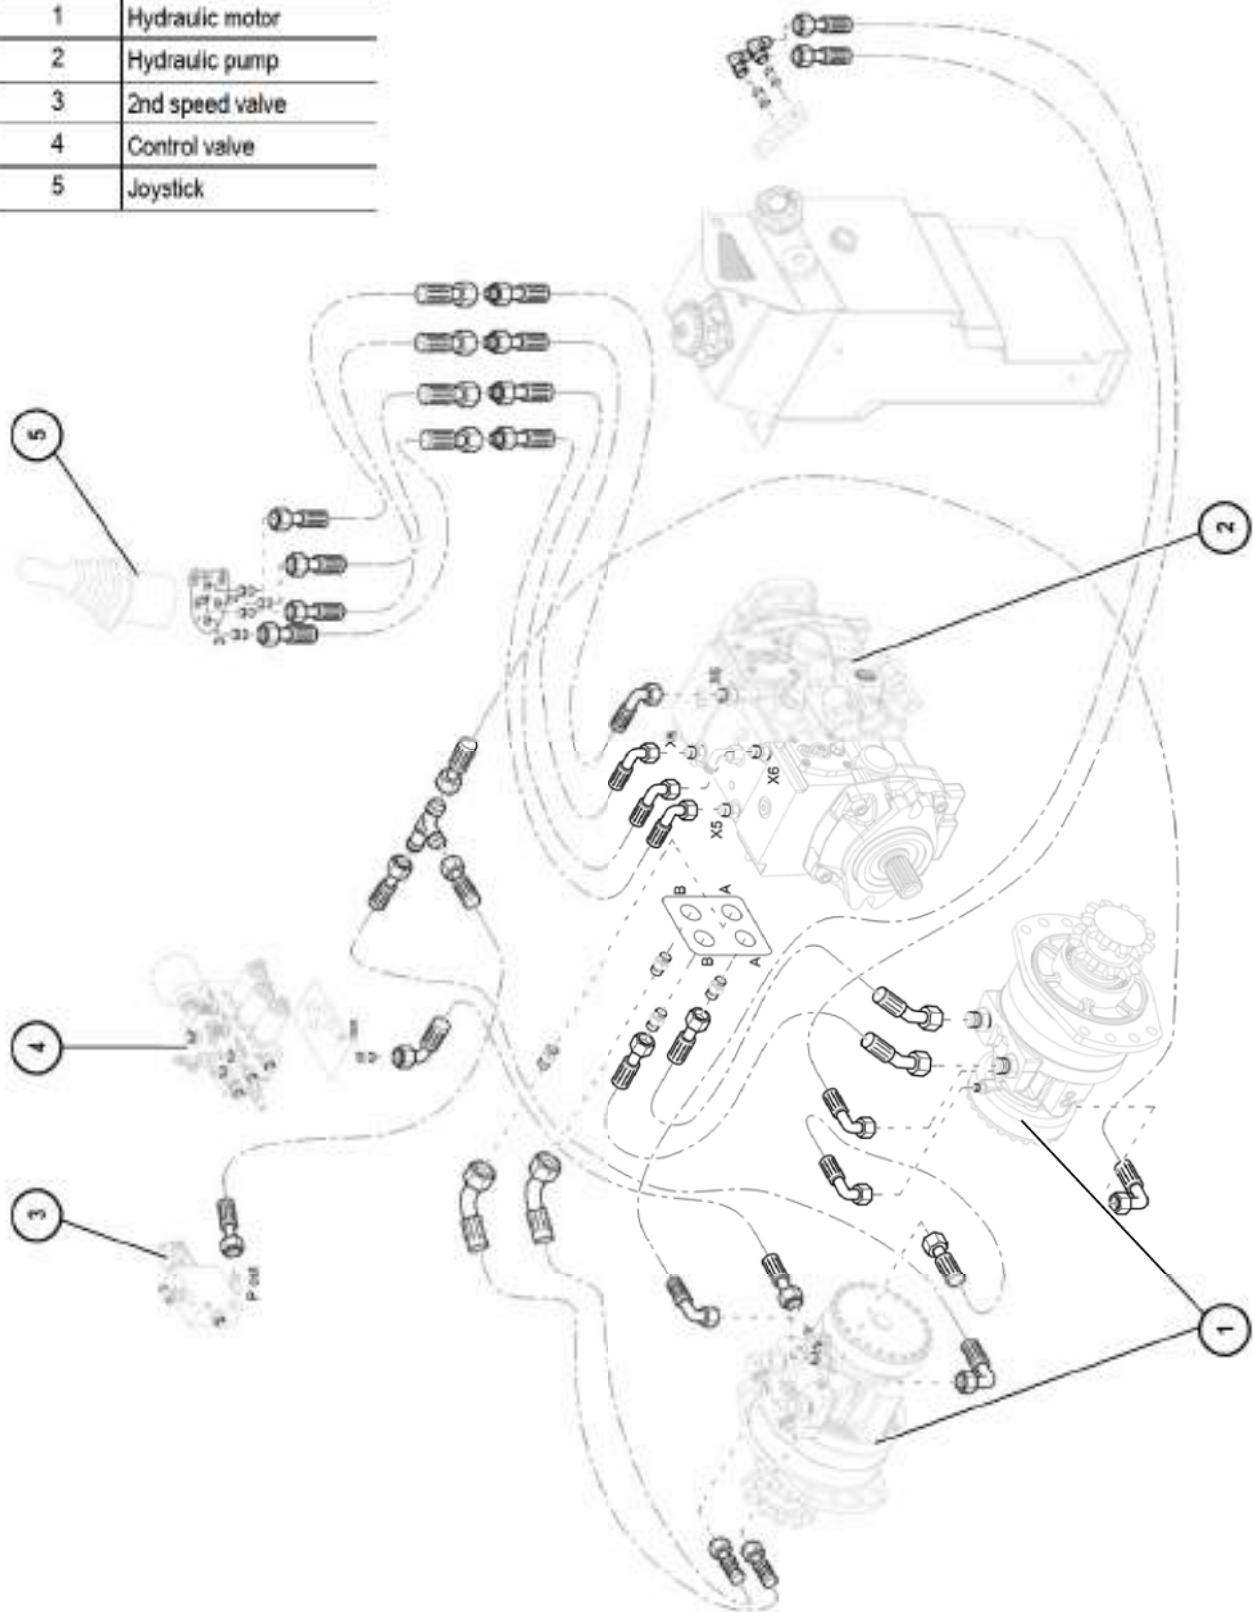 1 Hydraulic motor
2 Hydraulic pump
3 2nd speed valve
4 Control valve
5 Joystick
5
2
X6
X5
B
A
B
A
4
3
P out
1